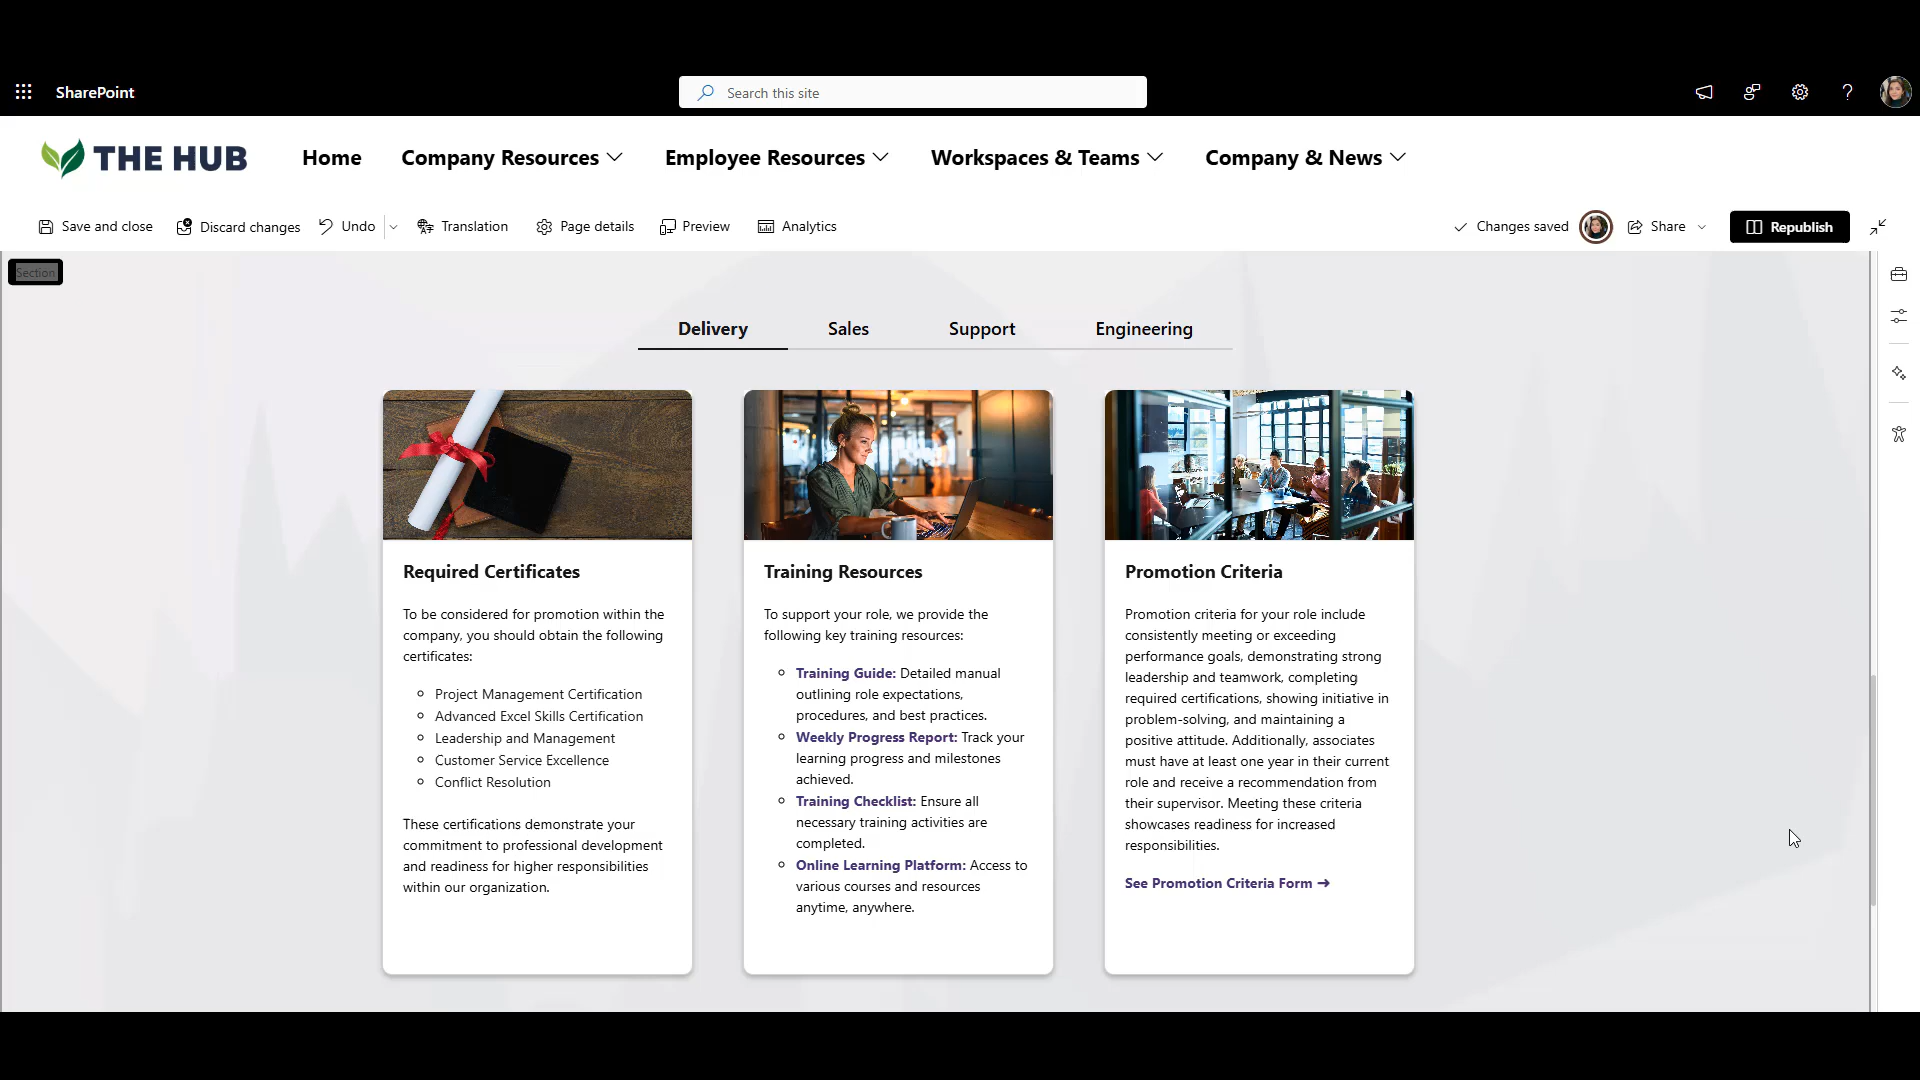 SharePoint
Search this site
THE HUB
Home
Company Resources
Employee Resources
Workspaces & Teams
Company & News
Save and close
Discard changes
Undo
Translation
Page details
Preview
Analytics
Changes saved
Share
Republish
Section
Delivery
Sales
Support
Engineering
Required Certificates
To be considered for promotion within the
company, you should obtain the following
certificates:
Project Management Certification
Advanced Excel Skills Certification
Leadership and Management
Customer Service Excellence
Conflict Resolution
These certifications demonstrate your
commitment to professional development
and readiness for higher responsibilities
within our organization.
Training Resources
To support your role, we provide the
following key training resources:
Training Guide: Detailed manual
outlining role expectations,
procedures, and best practices.
Weekly Progress Report: Track your
learning progress and milestones
achieved.
Training Checklist: Ensure all
necessary training activities are
completed.
Online Learning Platform: Access to
various courses and resources
anytime, anywhere.
Promotion Criteria
Promotion criteria for your role include
consistently meeting or exceeding
performance goals, demonstrating strong
leadership and teamwork, completing
required certifications, showing initiative in
problem-solving, and maintaining a
positive attitude. Additionally, associates
must have at least one year in their current
role and receive a recommendation from
their supervisor. Meeting these criteria
showcases readiness for increased
responsibilities.
See Promotion Criteria Form →